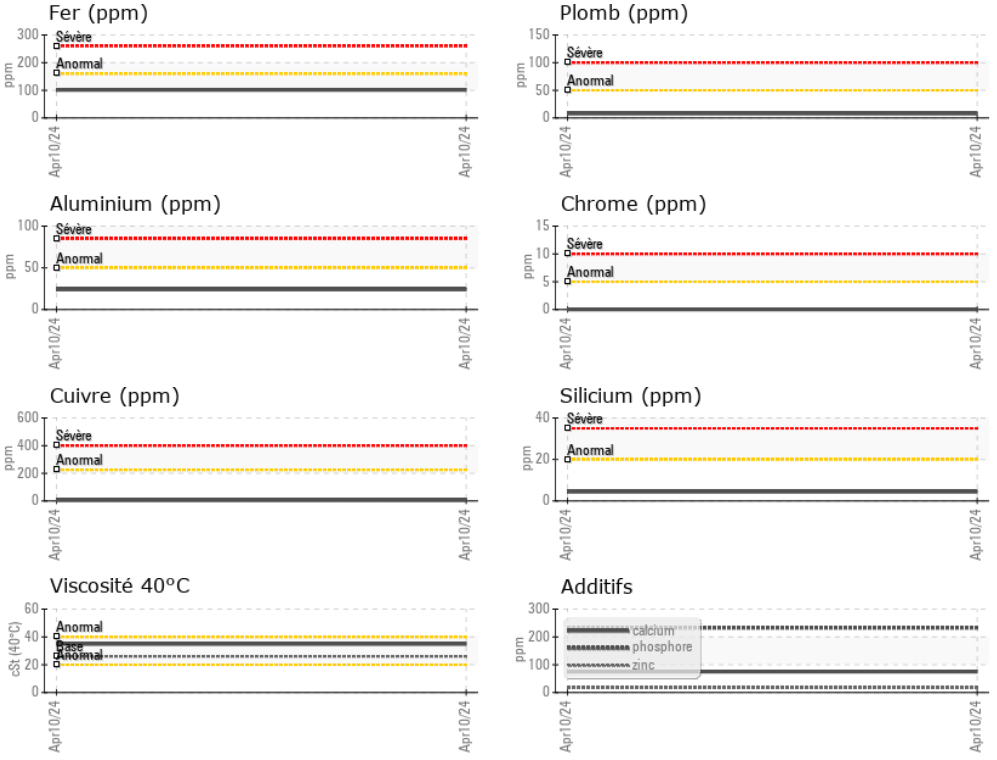 Fer (ppm)
300
200
100
0
ppm
Sévère
Anormal
Apr10/24
Apr10/24
Plomb (ppm)
150
100
50
0
ppm
Sévère
Anormal
Apr10/24
Apr10/24
Aluminium (ppm)
100
50
0
ppm
Sévère
Anormal
Apr10/24
Apr10/24
Chrome (ppm)
15
10
5
0
ppm
Sévère
Anormal
Apr10/24
Apr10/24
Cuivre (ppm)
600
400
200
0
ppm
Sévère
Anormal
Apr10/24
Apr10/24
Silicium (ppm)
40
20
0
ppm
Sévère
Anormal
Apr10/24
Apr10/24
Viscosité 40°C
60
40
20
0
cSt (40°C)
Anormal
Base
Anormal
Apr10/24
Apr10/24
Additifs
300
200
100
0
ppm
calcium
phosphore
zinc
Apr10/24
Apr10/24